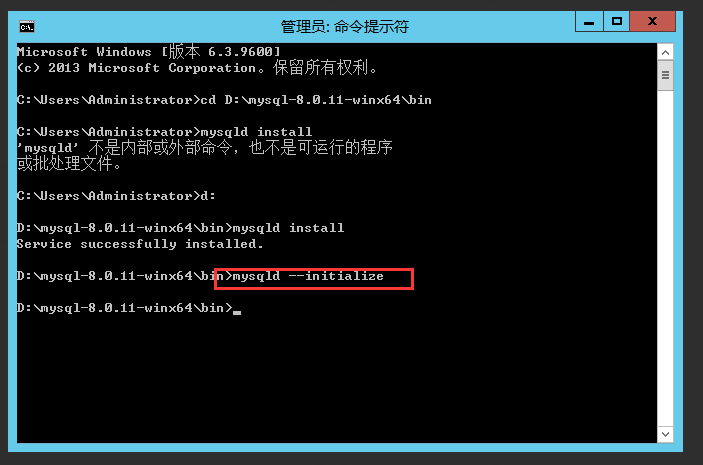 管理员: 命令提示符
Microsoft Windows [版本 6.3.9600]
(c) 2013 Microsoft Corporation。保留所有权利。
C:\Users\Administrator>cd D:\mysql-8.0.11-winx64\bin
C:\Users\Administrator>mysqld install
'mysqld' 不是内部或外部命令，也不是可运行的程序
或批处理文件。
C:\Users\Administrator>d:
D:\mysql-8.0.11-winx64\bin>mysqld install
Service successfully installed.
D:\mysql-8.0.11-winx64\bin>mysqld --initialize
D:\mysql-8.0.11-winx64\bin>